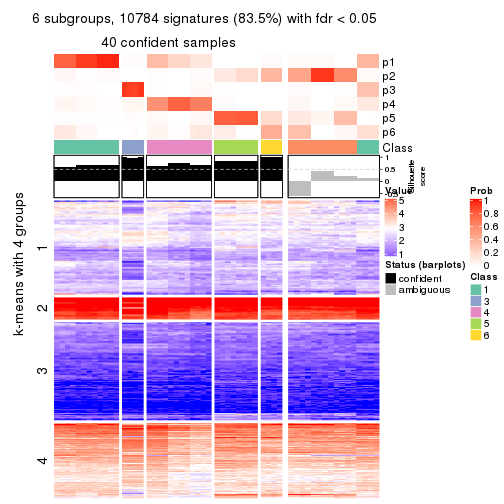 6 subgroups, 10784 signatures (83.5%) with fdr < 0.05
40 confident samples
p1
p2
p3
p4
p5
p6
Class
1
0.5
0
Silhouette
score
k-means with 4 groups
1
2
3
4
Value
5
4
3
2
1
Status (barplots)
confident
ambiguous
Prob
1
0.8
0.6
0.4
0.2
0
Class
1
3
4
5
6